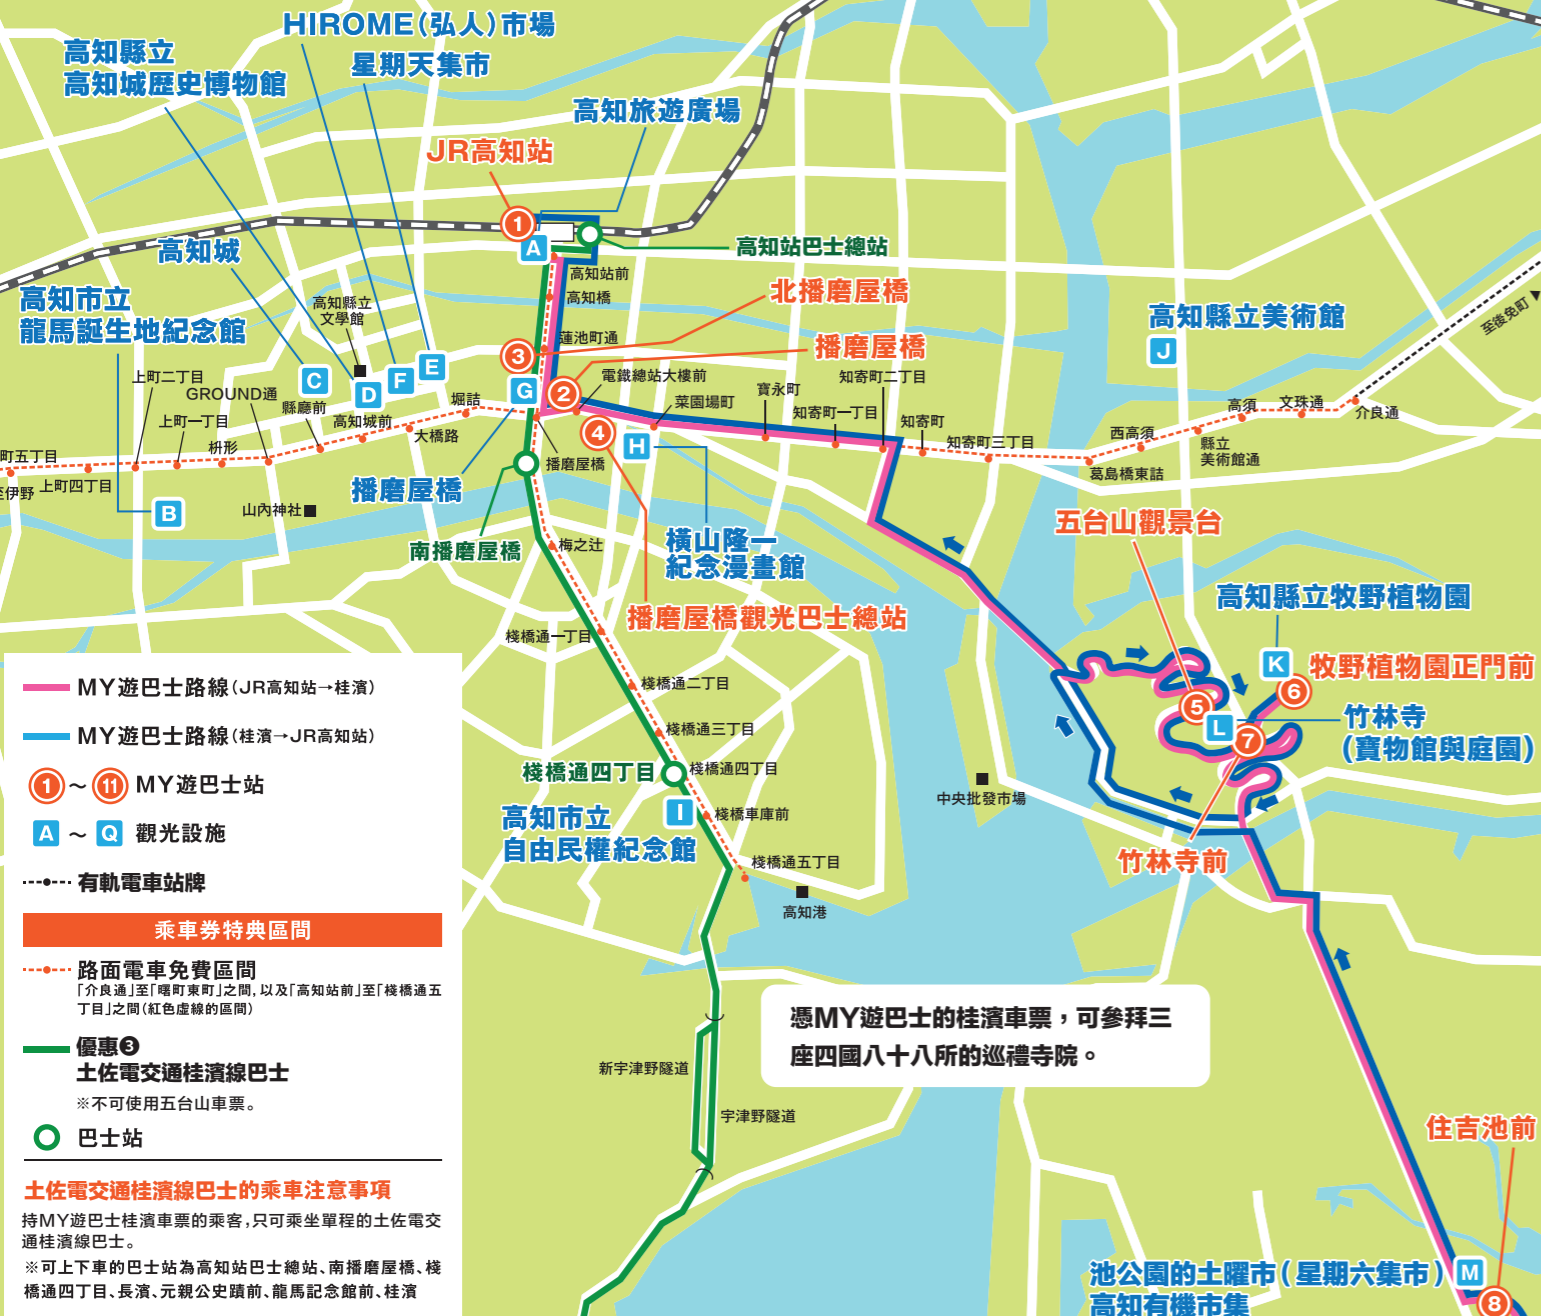 HIROME(弘人)市場
星期天集市
高知縣立
高知城歷史博物館
高知旅遊廣場
JR高知站
1
A
高知站巴士總站
高知城
高知站前
高知橋
北播磨屋橋
高知市立
龍馬誕生地紀念館
高知縣立
文學館
蓮池町通
3
播磨屋橋
高知縣立美術館
J
至後免町
上町二丁目
GROUND通
C
D
F
E
G
2
電鐵總站大樓前
寶永町
知寄町二丁目
縣廳前
堀詰
菜園場町
上町一丁目
高知城前
知寄町一丁目
知寄町
高須
文珠通
介良通
枡形
大橋路
4
H
知寄町三丁目
西高須
縣立
美術館通
町五丁目
播磨屋橋
葛島橋東詰
至伊野
上町四丁目
播磨屋橋
B
山內神社
五台山觀景台
南播磨屋橋
梅之辻
橫山隆一
紀念漫畫館
高知縣立牧野植物園
播磨屋橋觀光巴士總站
棧橋通一丁目
K
牧野植物園正門前
6
棧橋通二丁目
5
L
7
竹林寺
(寶物館與庭園)
棧橋通三丁目
棧橋通四丁目
棧橋通四丁目
中央批發市場
高知市立
自由民權紀念館
I
棧橋車庫前
竹林寺前
棧橋通五丁目
高知港
MY遊巴士路線(JR高知站→桂濱)
MY遊巴士路線(桂濱→JR高知站)
1～11 MY遊巴士站
A～Q 觀光設施
有軌電車站牌
乘車券特典區間
路面電車免費區間
「介良通」至「曙町東町」之間,以及「高知站前」至「棧橋通五
丁目」之間(紅色虛線的區間)
優惠❸
土佐電交通桂濱線巴士
※不可使用五台山車票。
巴士站
土佐電交通桂濱線巴士的乘車注意事項
持MY遊巴士桂濱車票的乘客,只可乘坐單程的土佐電交
通桂濱線巴士。
※可上下車的巴士站為高知站巴士總站、南播磨屋橋、棧
橋通四丁目、長濱、元親公史蹟前、龍馬記念館前、桂濱
憑MY遊巴士的桂濱車票，可參拜三
座四國八十八所的巡禮寺院。
新宇津野隧道
宇津野隧道
住吉池前
池公園的土曜市(星期六集市)
高知有機市集
M
8